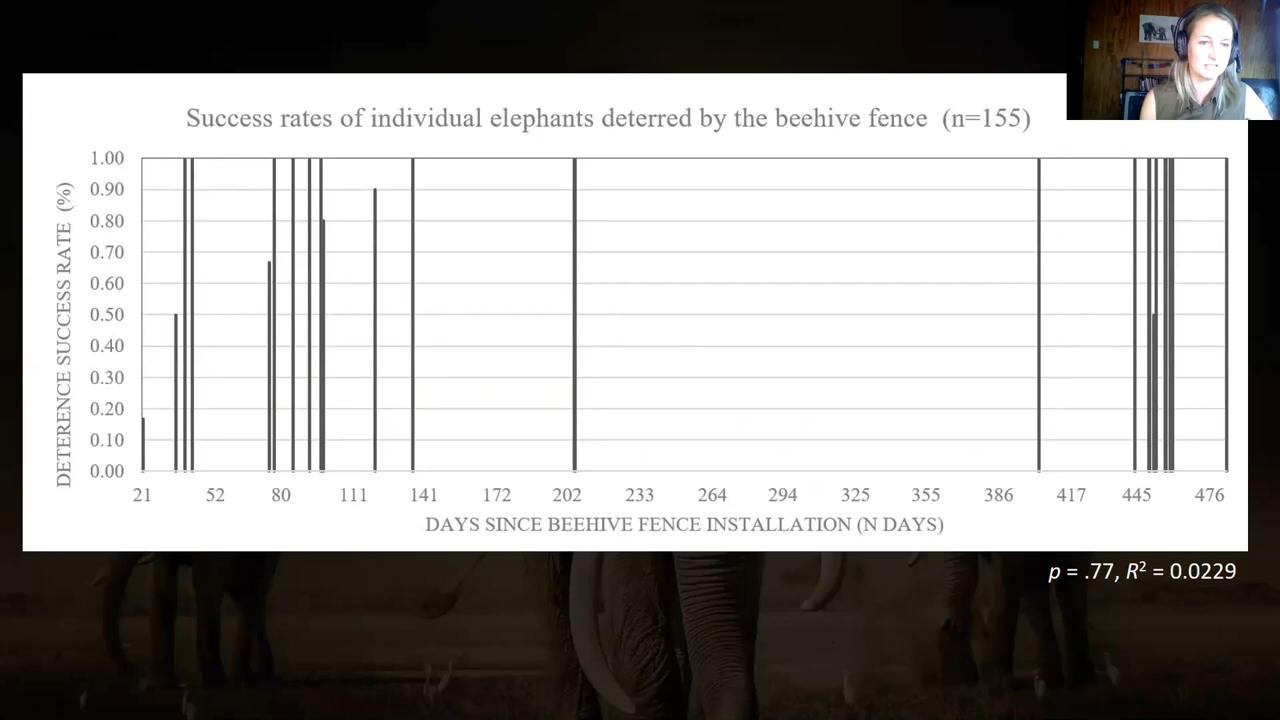 Success rates of individual elephants deterred by the beehive fence (n=155)
DETERENCE SUCCESS RATE (%)
1.00
0.90
0.80
0.70
0.60
0.50
0.40
0.30
0.20
0.10
0.00
21 52 80 111 141 172 202 233 264 294 325 355 386 417 445 476
DAYS SINCE BEEHIVE FENCE INSTALLATION (N DAYS)
p = .77, R² = 0.0229